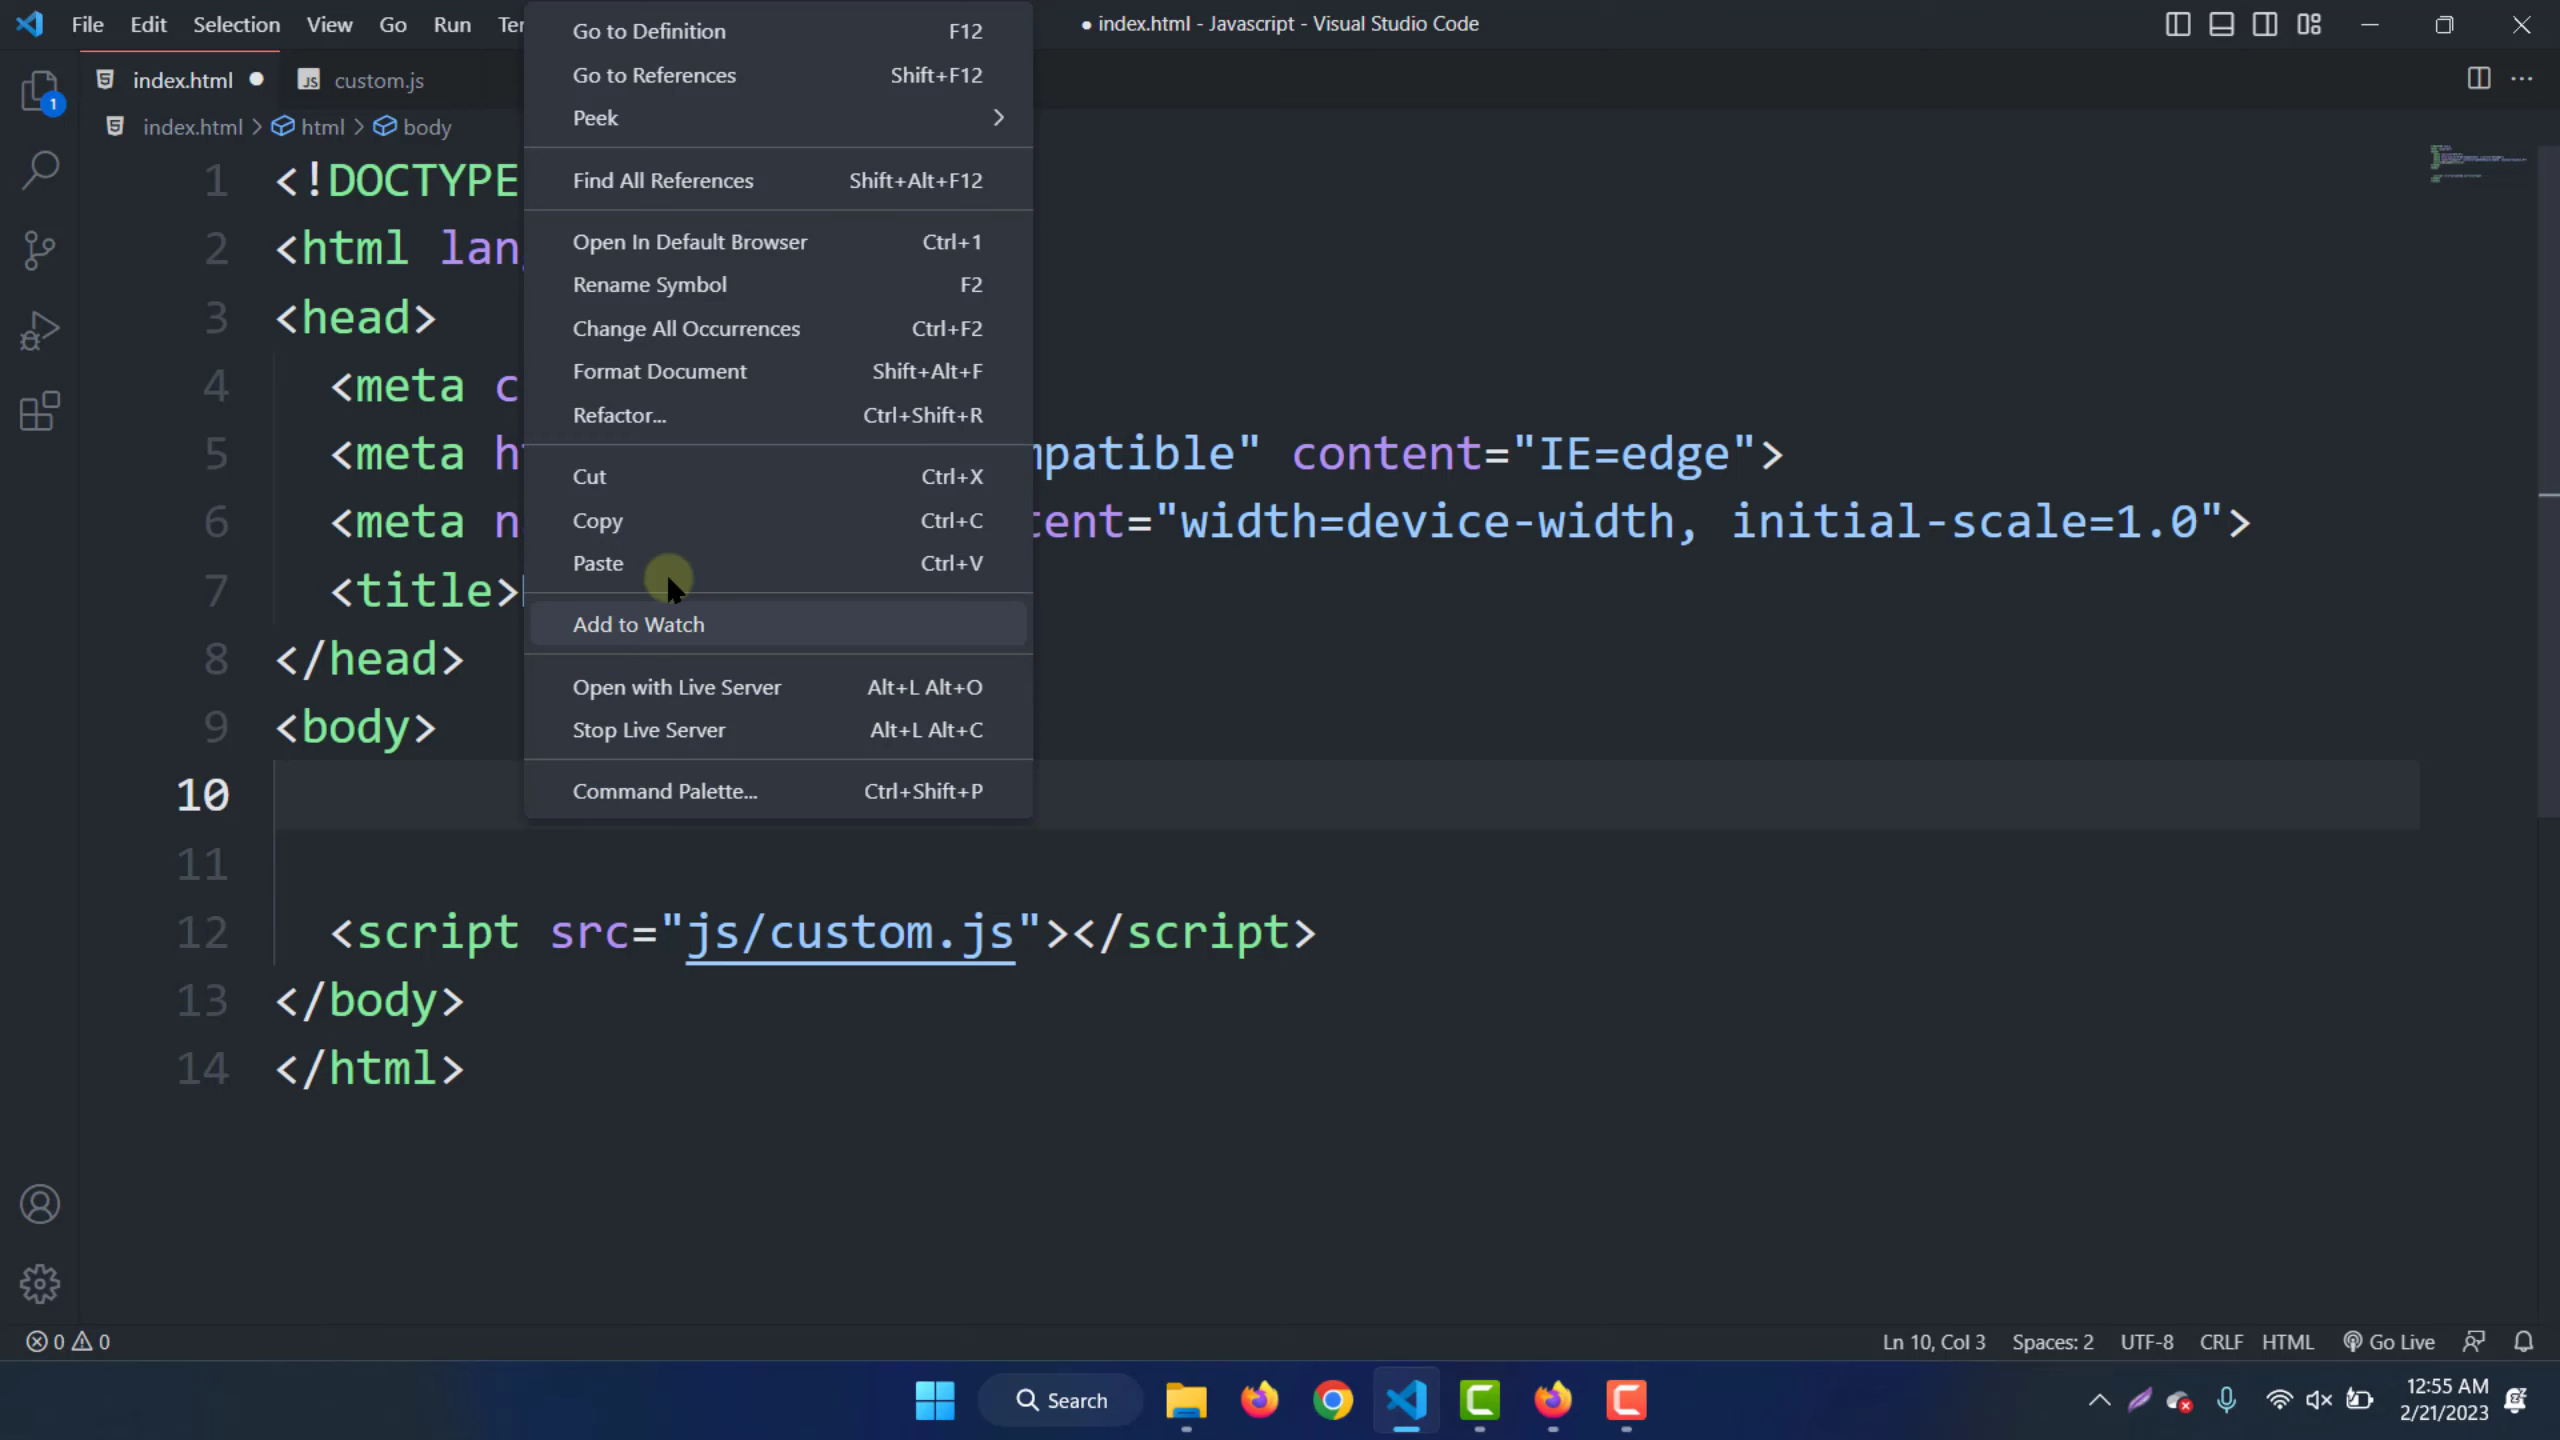 File Edit Selection View Go Run
● index.html - Javascript - Visual Studio Code
index.html ● JS custom.js
index.html > html > body
1 <!DOCTYPE
2 <html lan
3 <head>
4 <meta c
5 <meta h mpatible" content="IE=edge">
6 <meta n tent="width=device-width, initial-scale=1.0">
7 <title>
8 </head>
9 <body>
10
11
12 <script src="js/custom.js"></script>
13 </body>
14 </html>
Go to Definition F12
Go to References Shift+F12
Peek >
Find All References Shift+Alt+F12
Open In Default Browser Ctrl+1
Rename Symbol F2
Change All Occurrences Ctrl+F2
Format Document Shift+Alt+F
Refactor... Ctrl+Shift+R
Cut Ctrl+X
Copy Ctrl+C
Paste Ctrl+V
Add to Watch
Open with Live Server Alt+L Alt+O
Stop Live Server Alt+L Alt+C
Command Palette... Ctrl+Shift+P
1
0 0
Ln 10, Col 3 Spaces: 2 UTF-8 CRLF HTML Go Live
Search
12:55 AM
2/21/2023